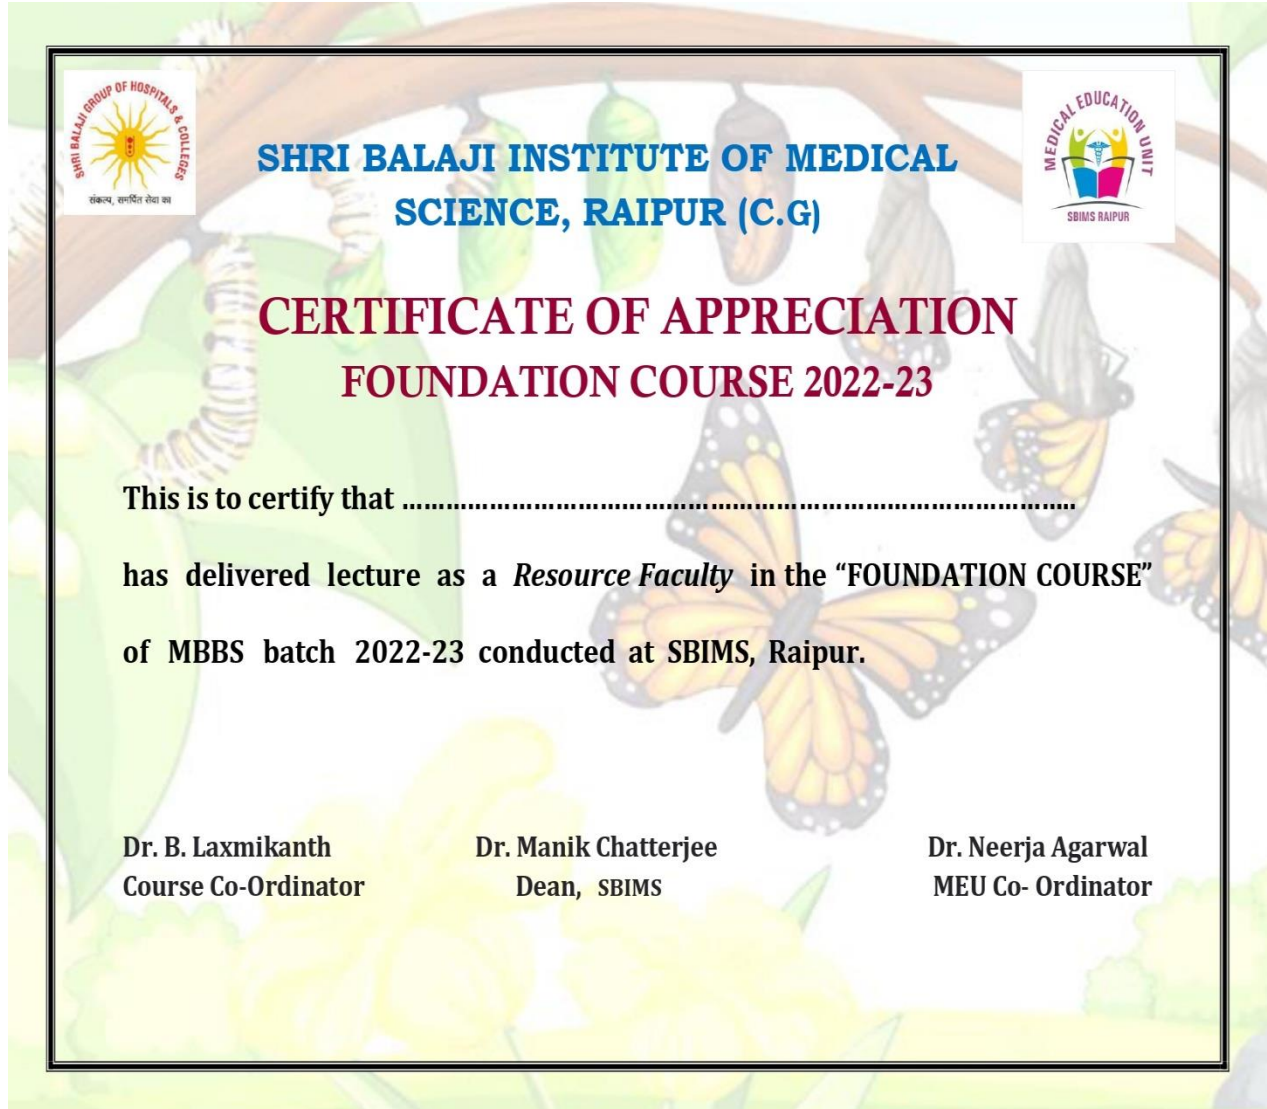 SHRI BALAJI GROUP OF HOSPITALS & COLLEGES
संकल्प, समर्पित सेवा का
MEDICAL EDUCATION UNIT
SBIMS RAIPUR
SHRI BALAJI INSTITUTE OF MEDICAL
SCIENCE, RAIPUR (C.G)
CERTIFICATE OF APPRECIATION
FOUNDATION COURSE 2022-23
This is to certify that ...........................................................................................
has delivered lecture as a Resource Faculty in the “FOUNDATION COURSE”
of MBBS batch 2022-23 conducted at SBIMS, Raipur.
Dr. B. Laxmikanth Dr. Manik Chatterjee Dr. Neerja Agarwal
Course Co-Ordinator Dean, SBIMS MEU Co- Ordinator